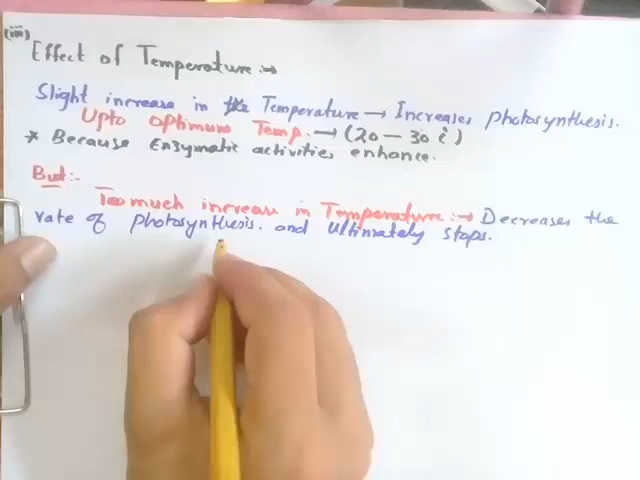 (iii)
Effect of Temperature :→
Slight increase in the Temperature → Increases photosynthesis.
Upto optimum Temp. → (20 – 30 c̊)
* Because Enzymatic activities enhance.
But :-
Too much increase in Temperature :→ Decreases the
rate of photosynthesis. and ultimately stops.